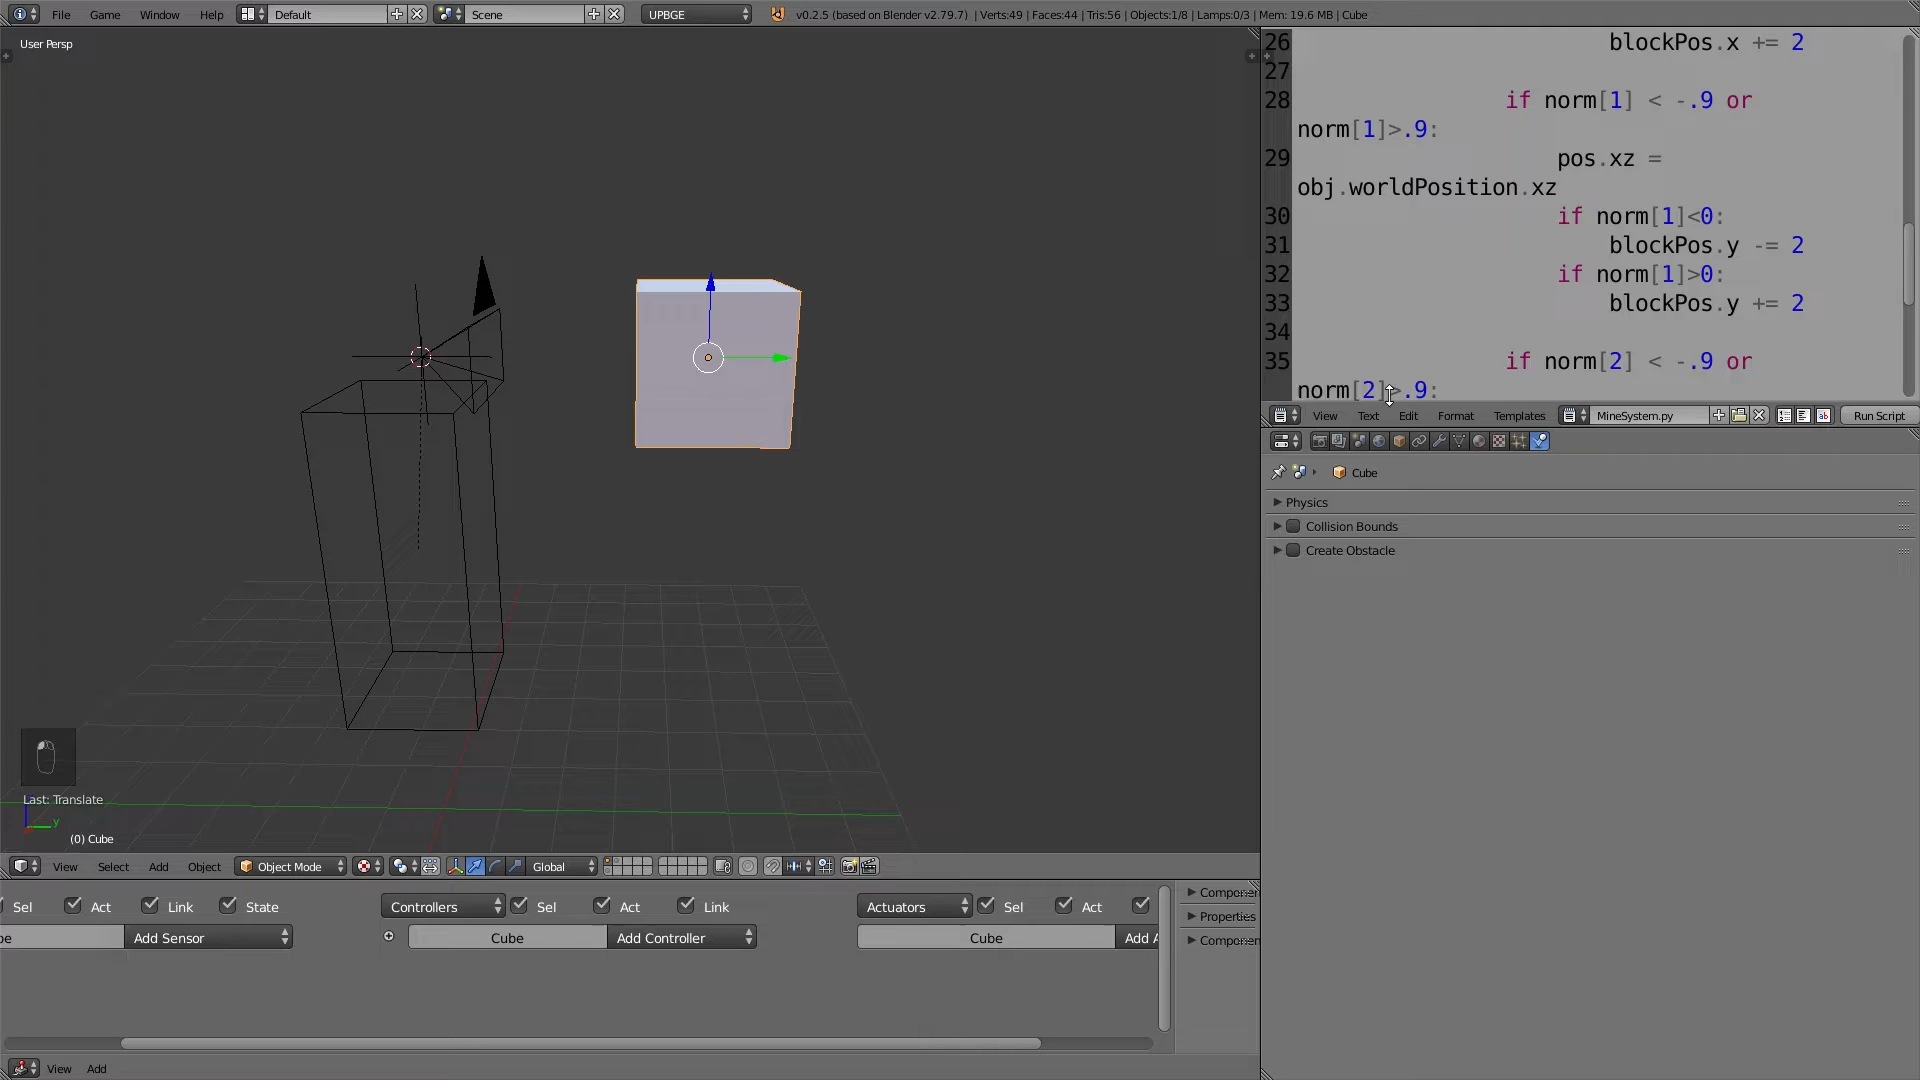 File Game Window Help Default Scene UPBGE v0.2.5 (based on Blender v2.79.7) | Verts:49 | Faces:44 | Tris:56 | Objects:1/8 | Lamps:0/3 | Mem: 19.6 MB | Cube
User Persp
26 blockPos.x += 2
27
28 if norm[1] < -.9 or
norm[1]>.9:
29 pos.xz =
obj.worldPosition.xz
30 if norm[1]<0:
31 blockPos.y -= 2
32 if norm[1]>0:
33 blockPos.y += 2
34
35 if norm[2] < -.9 or
norm[2]>.9:
View Text Edit Format Templates MineSystem.py Run Script
Cube
Physics
Collision Bounds
Create Obstacle
Last: Translate
y
(0) Cube
View Select Add Object Object Mode Global
Sel Act Link State Controllers Sel Act Link Actuators Sel Act
be Add Sensor Cube Add Controller Cube Add A
Componen
Properties
Componen
View Add